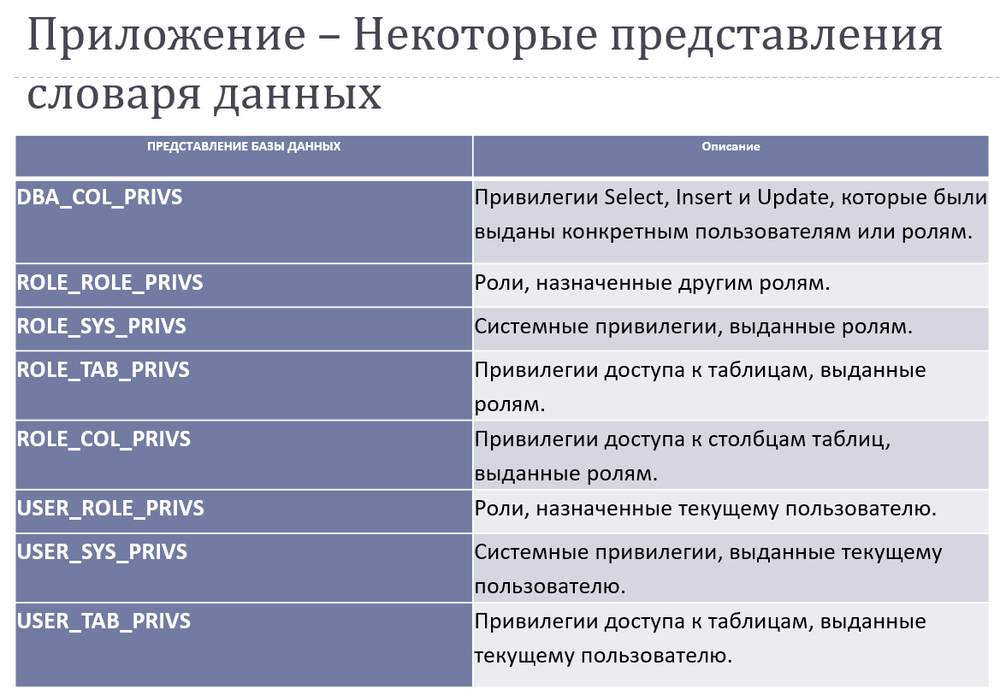 Приложение – Некоторые представления
словаря данных
ПРЕДСТАВЛЕНИЕ БАЗЫ ДАННЫХ
Описание
DBA_COL_PRIVS
Привилегии Select, Insert и Update, которые были
выданы конкретным пользователям или ролям.
ROLE_ROLE_PRIVS
Роли, назначенные другим ролям.
ROLE_SYS_PRIVS
Системные привилегии, выданные ролям.
ROLE_TAB_PRIVS
Привилегии доступа к таблицам, выданные
ролям.
ROLE_COL_PRIVS
Привилегии доступа к столбцам таблиц,
выданные ролям.
USER_ROLE_PRIVS
Роли, назначенные текущему пользователю.
USER_SYS_PRIVS
Системные привилегии, выданные текущему
пользователю.
USER_TAB_PRIVS
Привилегии доступа к таблицам, выданные
текущему пользователю.